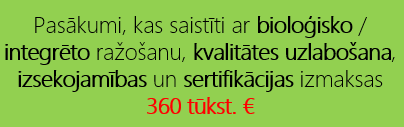 Pasākumi, kas saistīti ar bioloģisko /
integrēto ražošanu, kvalitātes uzlabošana,
izsekojamības un sertifikācijas izmaksas
360 tūkst. €